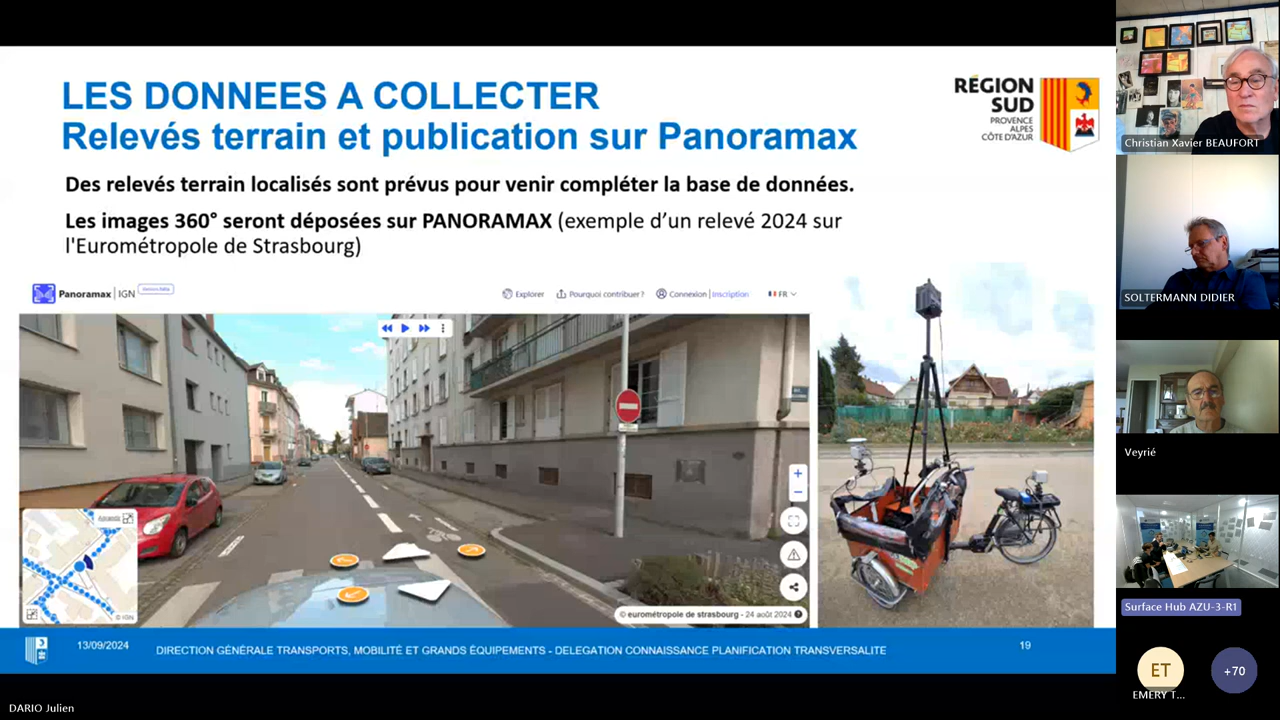 LES DONNEES A COLLECTER
Relevés terrain et publication sur Panoramax
RÉGION
SUD
PROVENCE
ALPES
CÔTE D'AZUR
Des relevés terrain localisés sont prévus pour venir compléter la base de données.
Les images 360° seront déposées sur PANORAMAX (exemple d'un relevé 2024 sur
l'Eurométropole de Strasbourg)
Panoramax | IGN
Explorer
Pourquoi contribuer ?
Connexion | Inscription
FR
© IGN
© eurométropole de strasbourg - 24 août 2024
13/09/2024
DIRECTION GÉNÉRALE TRANSPORTS, MOBILITÉ ET GRANDS ÉQUIPEMENTS - DELEGATION CONNAISSANCE PLANIFICATION TRANSVERSALITE
19
DARIO Julien
Christian Xavier BEAUFORT
SOLTERMANN DIDIER
Veyrié
Surface Hub AZU-3-R1
ET
EMERY T...
+70